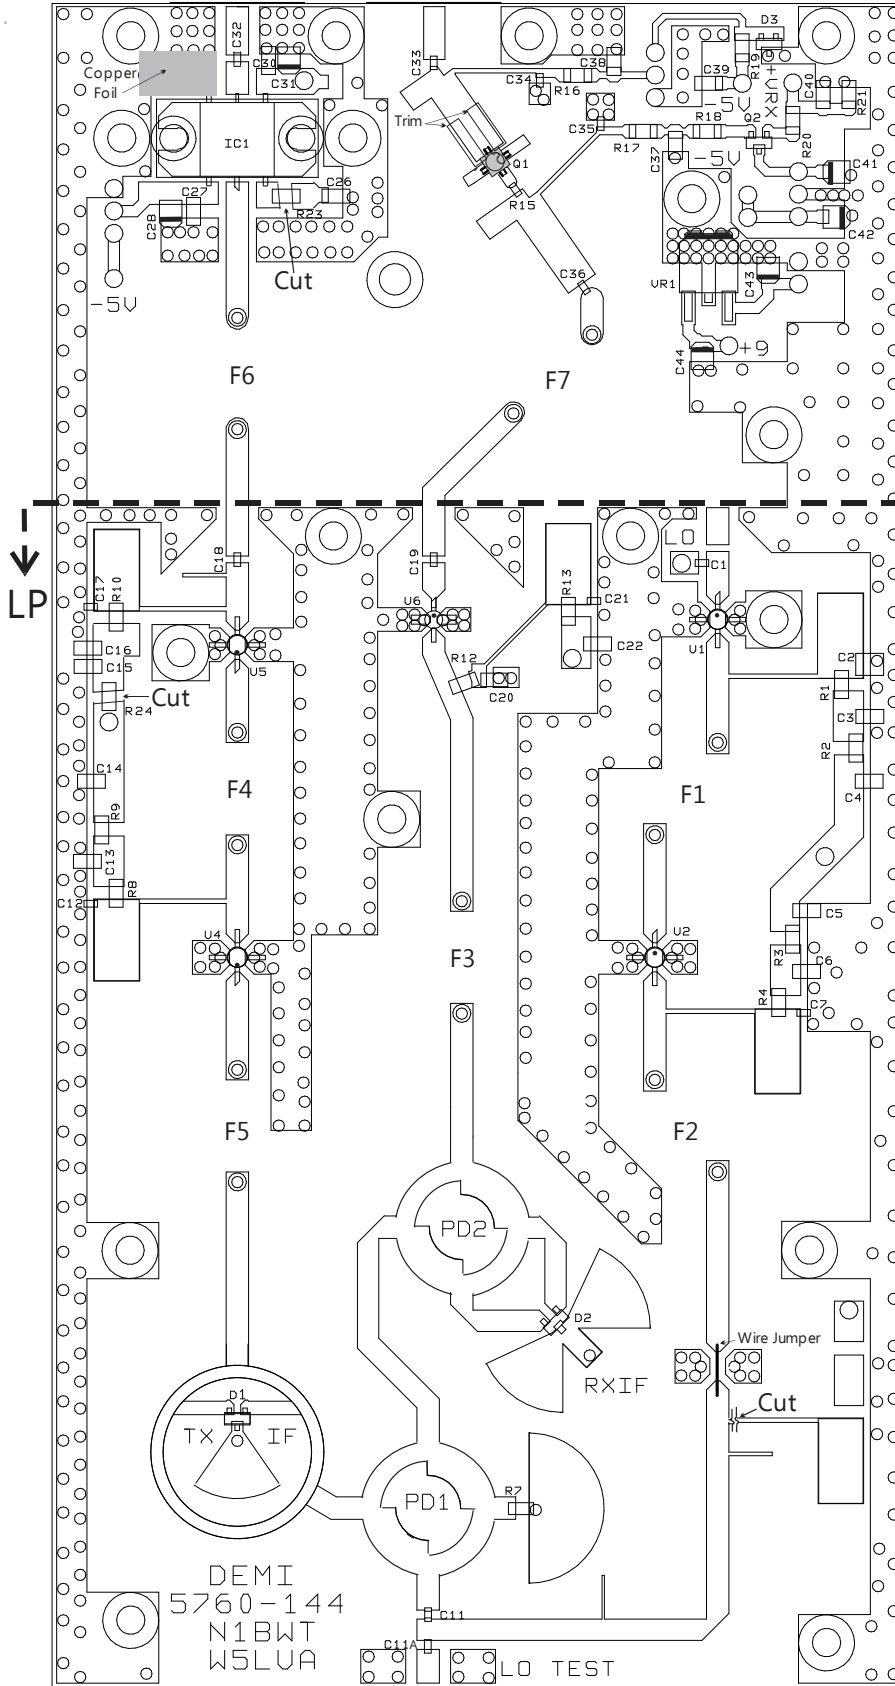 C32
C33
D3
Copper
Foil
C30
C31
C38
C34
R16
C39
R19
+VRX
C40
R21
-5V
Trim
IC1
C35
R17
R18
Q2
R20
C37
-5V
Q1
C41
C27
C28
R23
C26
R15
Cut
C42
C36
VR1
C43
-5V
C44
+9
F6
F7
LP
LO
C18
C19
C1
C17
R10
U6
R13
C21
C22
U1
C16
C15
U5
R12
C20
C2
R1
Cut
R24
C3
R2
C14
F4
F1
C4
R9
C13
R8
C12
C5
U4
U2
F3
R3
C6
R4
C7
F5
F2
PD2
D2
Wire Jumper
RXIF
D1
Cut
TX IF
PD1
R7
DEMI
5760-144
N1BWT
W5LUA
C11
C11A
LO TEST